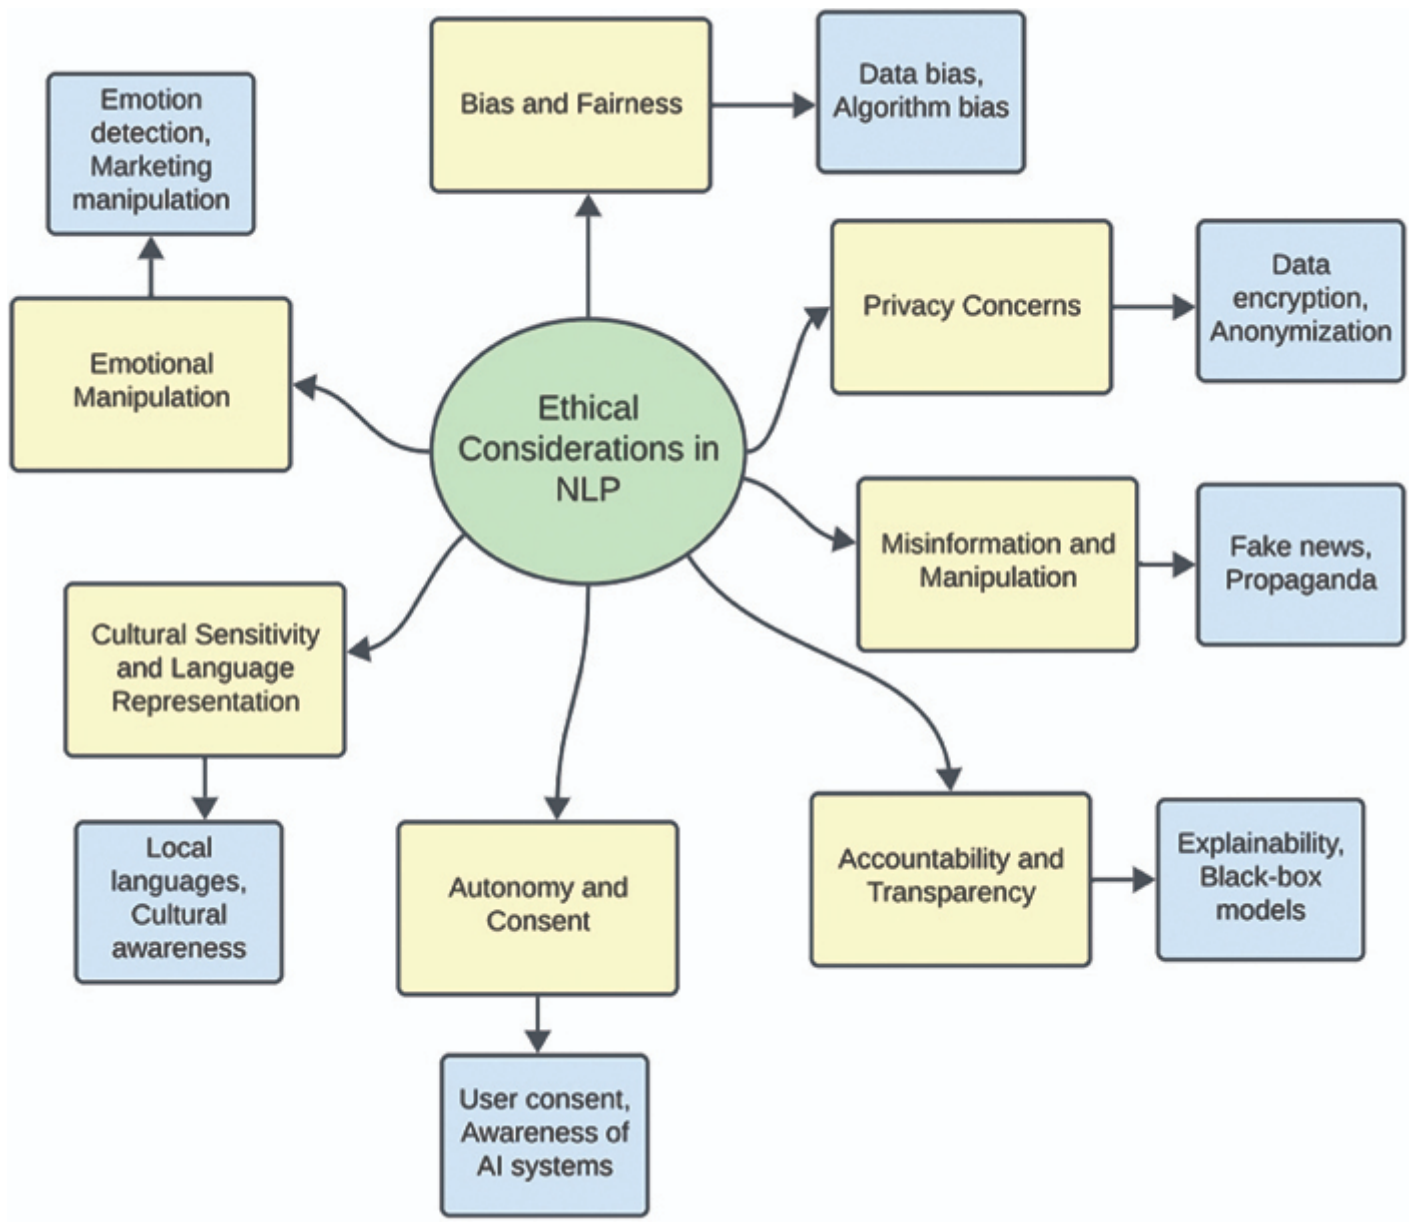 Bias and Fairness
Data bias,
Algorithm bias
Emotion
detection,
Marketing
manipulation
Privacy Concerns
Data
encryption,
Anonymization
Emotional
Manipulation
Ethical
Considerations in
NLP
Misinformation and
Manipulation
Fake news,
Propaganda
Cultural Sensitivity
and Language
Representation
Local
languages,
Cultural
awareness
Autonomy and
Consent
Accountability and
Transparency
Explainability,
Black-box
models
User consent,
Awareness of
AI systems